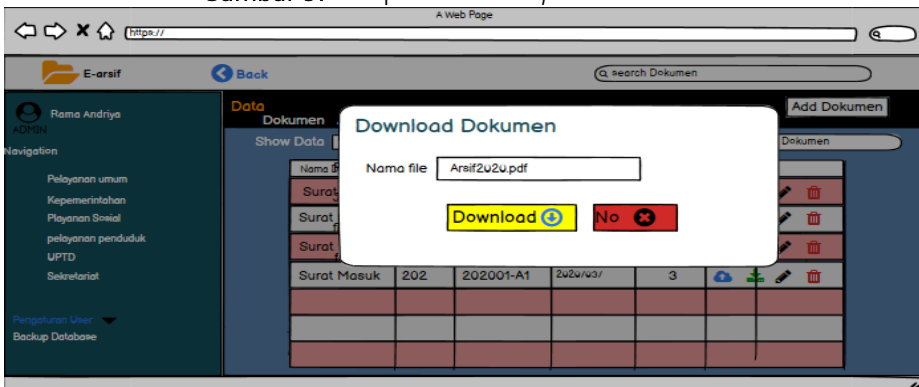 A Web Page
https://
E-arsif
Back
search Dokumen
Rama Andriya
ADMIN
Navigation
Pelayanan umum
Kepemerintahan
Playanan Sosial
pelayanan penduduk
UPTD
Sekretariat
Pengaturan User
Backup Database
Data
Dokumen
Add Dokumen
Show Data
Dokumen
Nama
Surat
Surat
Surat
Surat Masuk 202 202001-A1 2020/03/ 3
Download Dokumen
Nama file Arsif2020.pdf
Download No